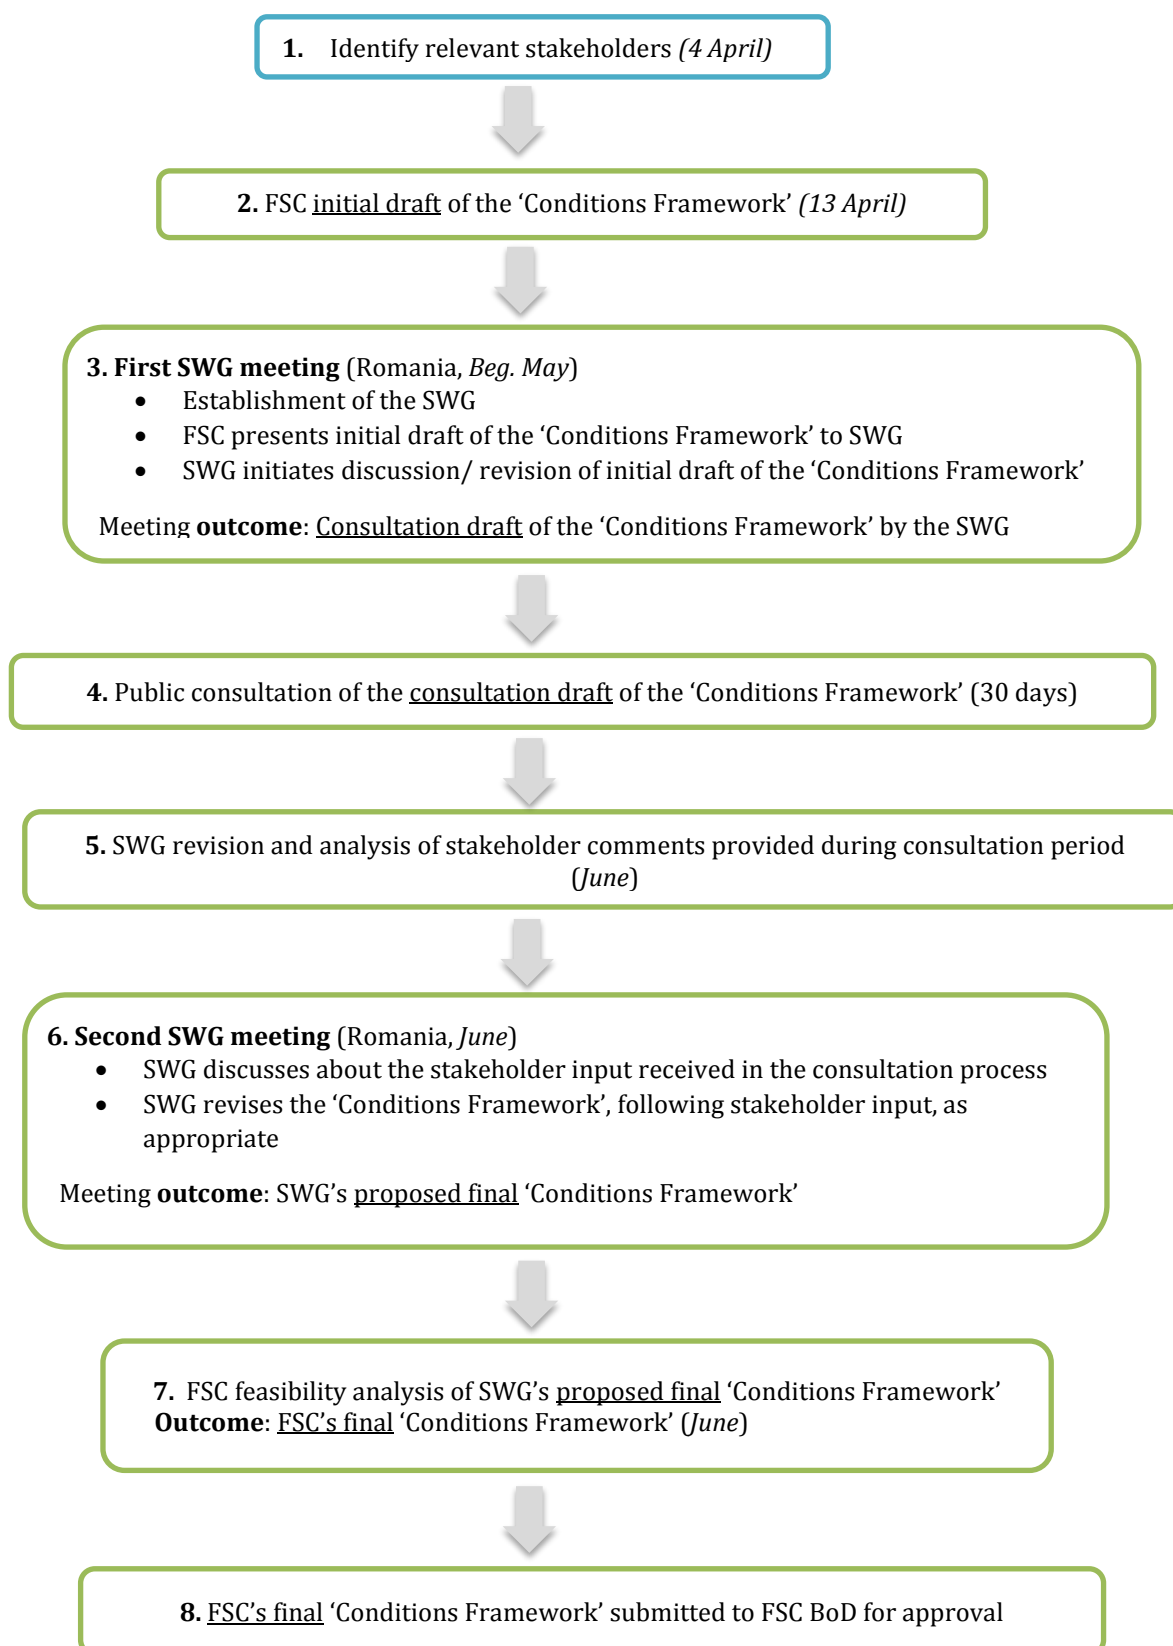 1. Identify relevant stakeholders (4 April)
2. FSC initial draft of the ‘Conditions Framework’ (13 April)
3. First SWG meeting (Romania, Beg. May)
• Establishment of the SWG
• FSC presents initial draft of the ‘Conditions Framework’ to SWG
• SWG initiates discussion/ revision of initial draft of the ‘Conditions Framework’
Meeting outcome: Consultation draft of the ‘Conditions Framework’ by the SWG
4. Public consultation of the consultation draft of the ‘Conditions Framework’ (30 days)
5. SWG revision and analysis of stakeholder comments provided during consultation period
(June)
6. Second SWG meeting (Romania, June)
• SWG discusses about the stakeholder input received in the consultation process
• SWG revises the ‘Conditions Framework’, following stakeholder input, as
appropriate
Meeting outcome: SWG’s proposed final ‘Conditions Framework’
7. FSC feasibility analysis of SWG’s proposed final ‘Conditions Framework’
Outcome: FSC’s final ‘Conditions Framework’ (June)
8. FSC’s final ‘Conditions Framework’ submitted to FSC BoD for approval